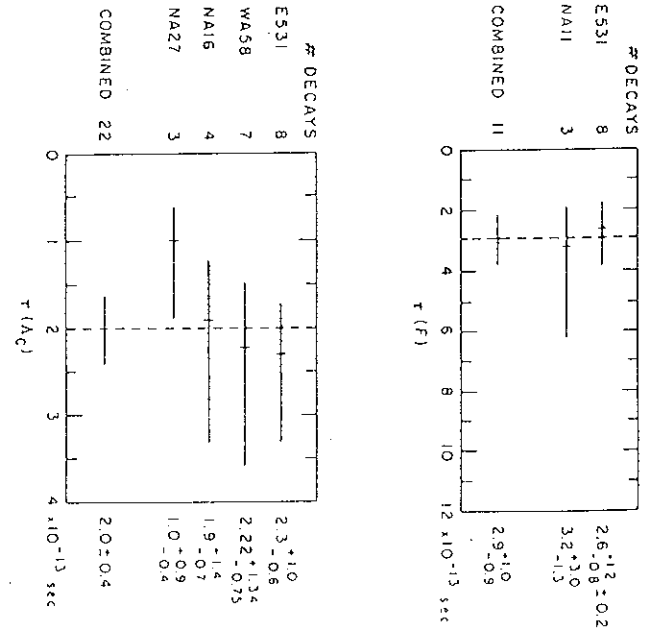 # DECAYS
E531 8 2.6 +1.2 -0.8 ± 0.2
NA11 3 3.2 +3.0 -1.3
COMBINED 11 2.9 +1.0 -0.9
0 2 4 6 8 10 12 x10^-13 sec
τ (F)
# DECAYS
E531 8 2.3 +1.0 -0.6
WA58 7 2.22 +1.34 -0.75
NA16 4 1.9 +1.4 -0.7
NA27 3 1.0 +0.9 -0.4
COMBINED 22 2.0 ± 0.4
0 1 2 3 4 x10^-13 sec
τ (Λc)